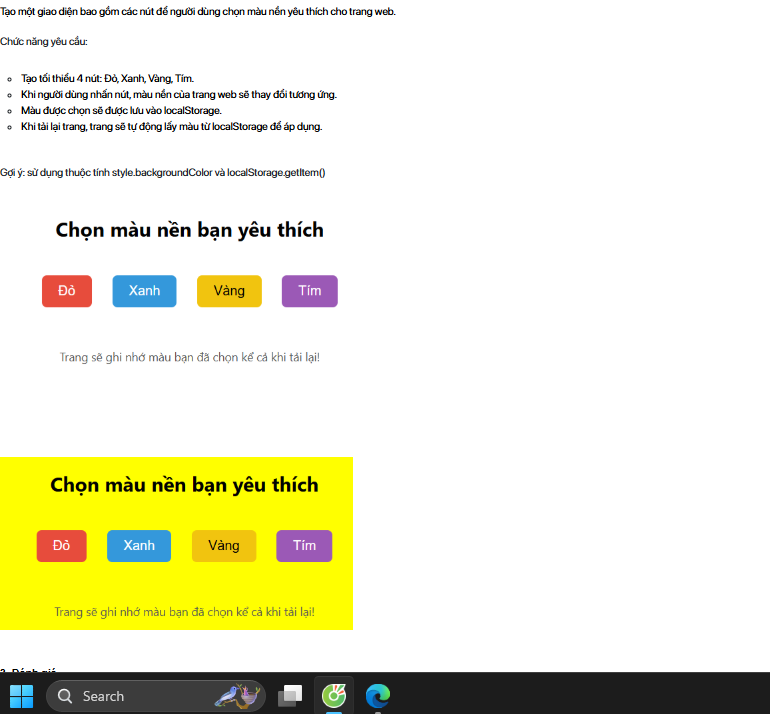 Tạo một giao diện bao gồm các nút để người dùng chọn màu nền yêu thích cho trang web.
Chức năng yêu cầu:
Tạo tối thiểu 4 nút: Đỏ, Xanh, Vàng, Tím.
Khi người dùng nhấn nút, màu nền của trang web sẽ thay đổi tương ứng.
Màu được chọn sẽ được lưu vào localStorage.
Khi tải lại trang, trang sẽ tự động lấy màu từ localStorage để áp dụng.
Gợi ý: sử dụng thuộc tính style.backgroundColor và localStorage.getItem()
Chọn màu nền bạn yêu thích
Đỏ Xanh Vàng Tím
Trang sẽ ghi nhớ màu bạn đã chọn kể cả khi tải lại!
Chọn màu nền bạn yêu thích
Đỏ Xanh Vàng Tím
Trang sẽ ghi nhớ màu bạn đã chọn kể cả khi tải lại!
Search